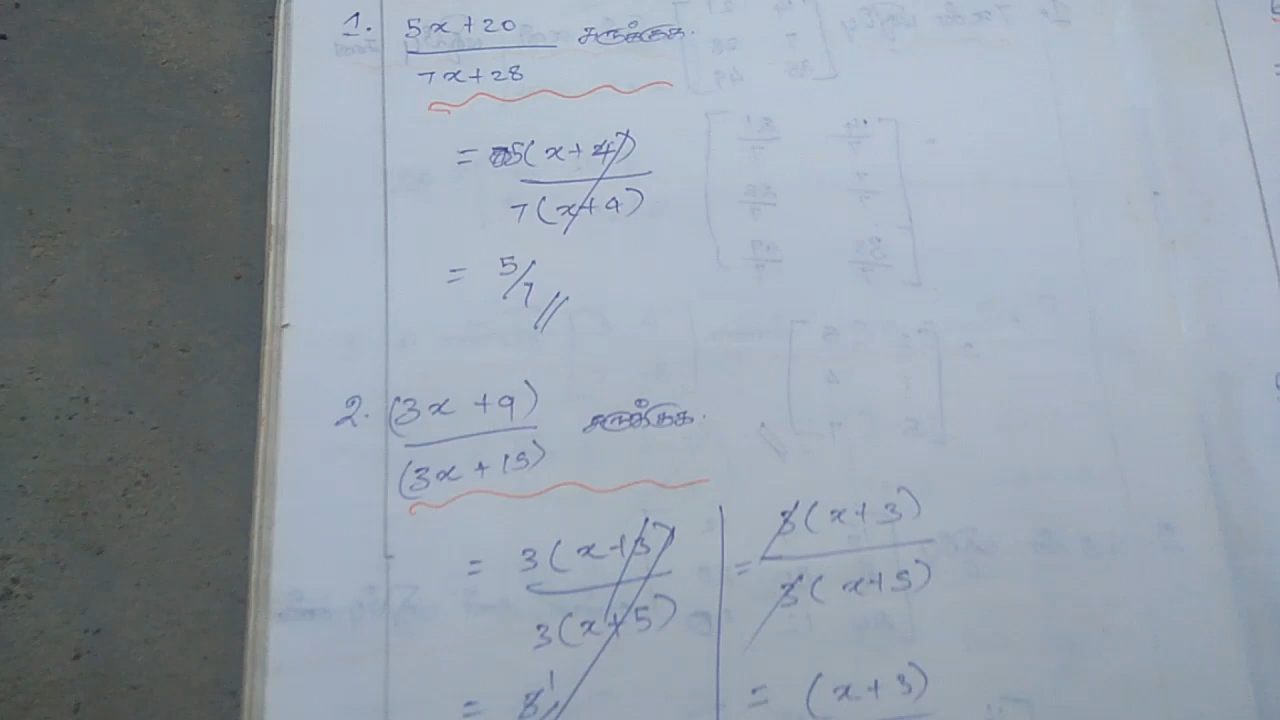 1. 5x+20 சுருக்குக.
7x+28
= 5(x+4)
7(x+4)
= 5/7 //
2. (3x+9) சுருக்குக.
(3x+15)
= 3(x+3)
3(x+5)
=
= 3(x+3)
3(x+5)
= (x+3)